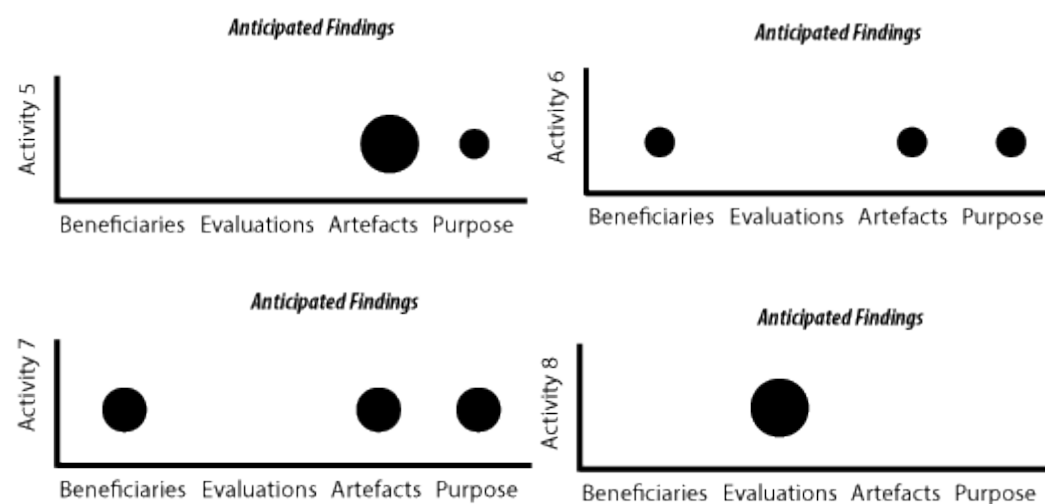 Anticipated Findings
Activity 5
Beneficiaries Evaluations Artefacts Purpose
Anticipated Findings
Activity 6
Beneficiaries Evaluations Artefacts Purpose
Anticipated Findings
Activity 7
Beneficiaries Evaluations Artefacts Purpose
Anticipated Findings
Activity 8
Beneficiaries Evaluations Artefacts Purpose